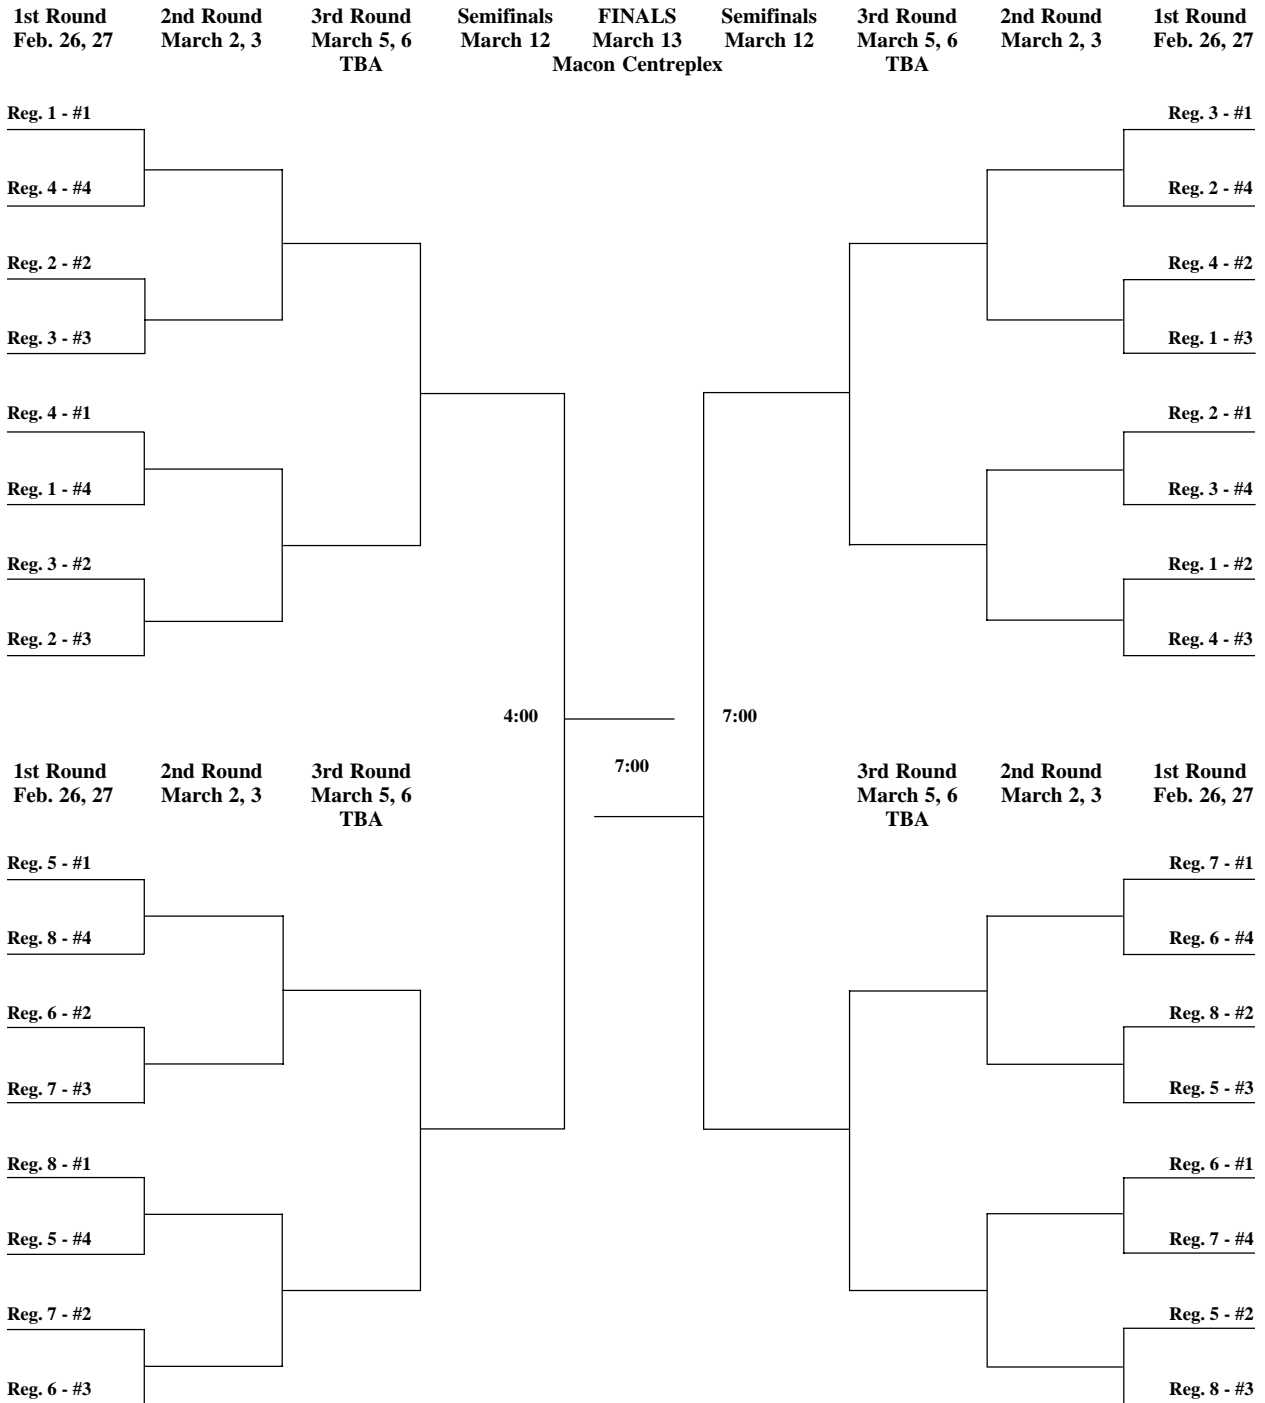 1st Round 2nd Round 3rd Round Semifinals FINALS Semifinals 3rd Round 2nd Round 1st Round
Feb. 26, 27 March 2, 3 March 5, 6 March 12 March 13 March 12 March 5, 6 March 2, 3 Feb. 26, 27
TBA Macon Centreplex TBA
Reg. 1 - #1 Reg. 3 - #1
Reg. 4 - #4 Reg. 2 - #4
Reg. 2 - #2 Reg. 4 - #2
Reg. 3 - #3 Reg. 1 - #3
Reg. 4 - #1 Reg. 2 - #1
Reg. 1 - #4 Reg. 3 - #4
Reg. 3 - #2 Reg. 1 - #2
Reg. 2 - #3 Reg. 4 - #3
4:00 7:00
7:00
1st Round 2nd Round 3rd Round 3rd Round 2nd Round 1st Round
Feb. 26, 27 March 2, 3 March 5, 6 March 5, 6 March 2, 3 Feb. 26, 27
TBA TBA
Reg. 5 - #1 Reg. 7 - #1
Reg. 8 - #4 Reg. 6 - #4
Reg. 6 - #2 Reg. 8 - #2
Reg. 7 - #3 Reg. 5 - #3
Reg. 8 - #1 Reg. 6 - #1
Reg. 5 - #4 Reg. 7 - #4
Reg. 7 - #2 Reg. 5 - #2
Reg. 6 - #3 Reg. 8 - #3